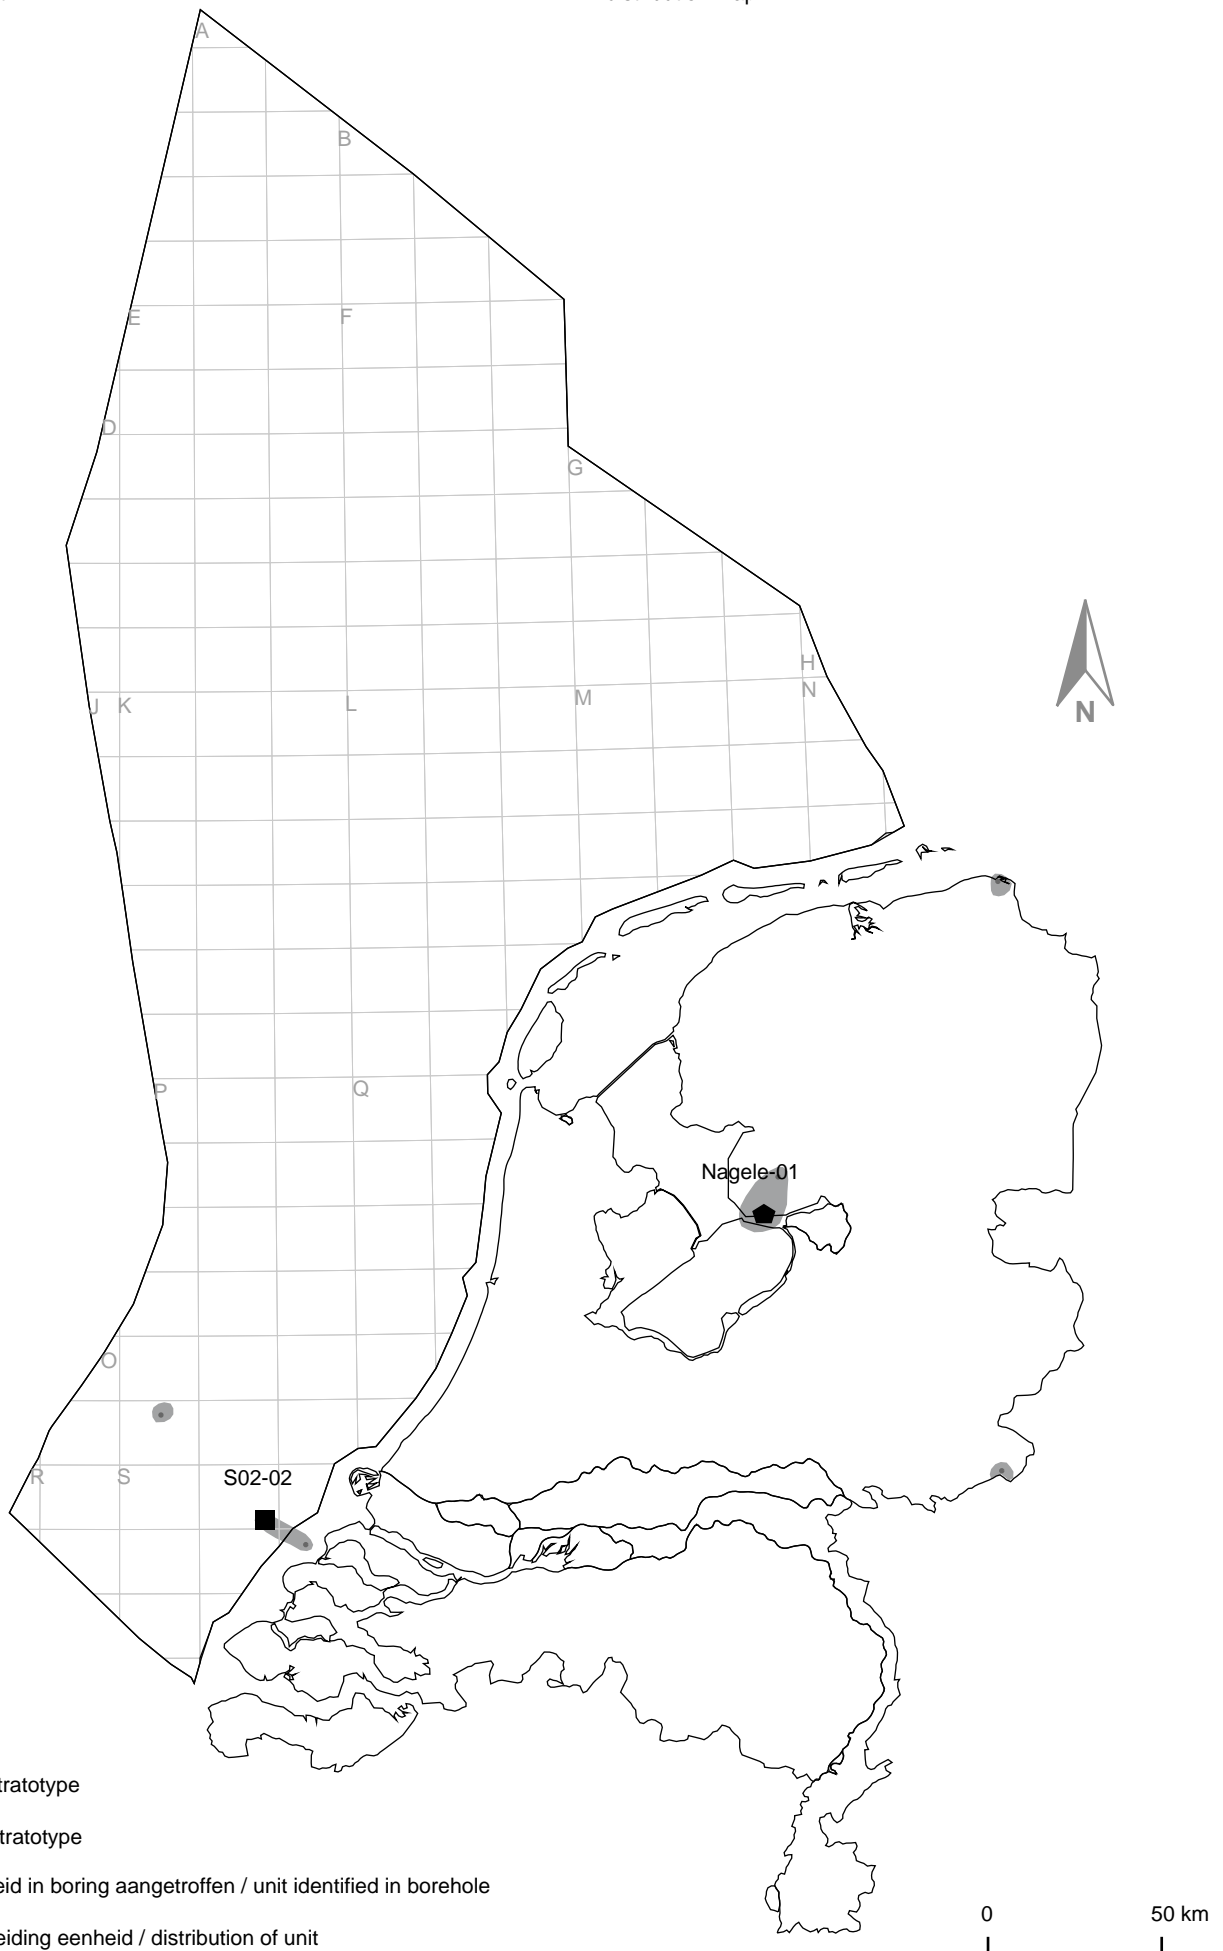 A
B
E
F
D
G
H
N
J K
L
M
N
P
Q
Nagele-01
O
R
S
S02-02
tratotype
tratotype
eid in boring aangetroffen / unit identified in borehole
eiding eenheid / distribution of unit
0
50 km